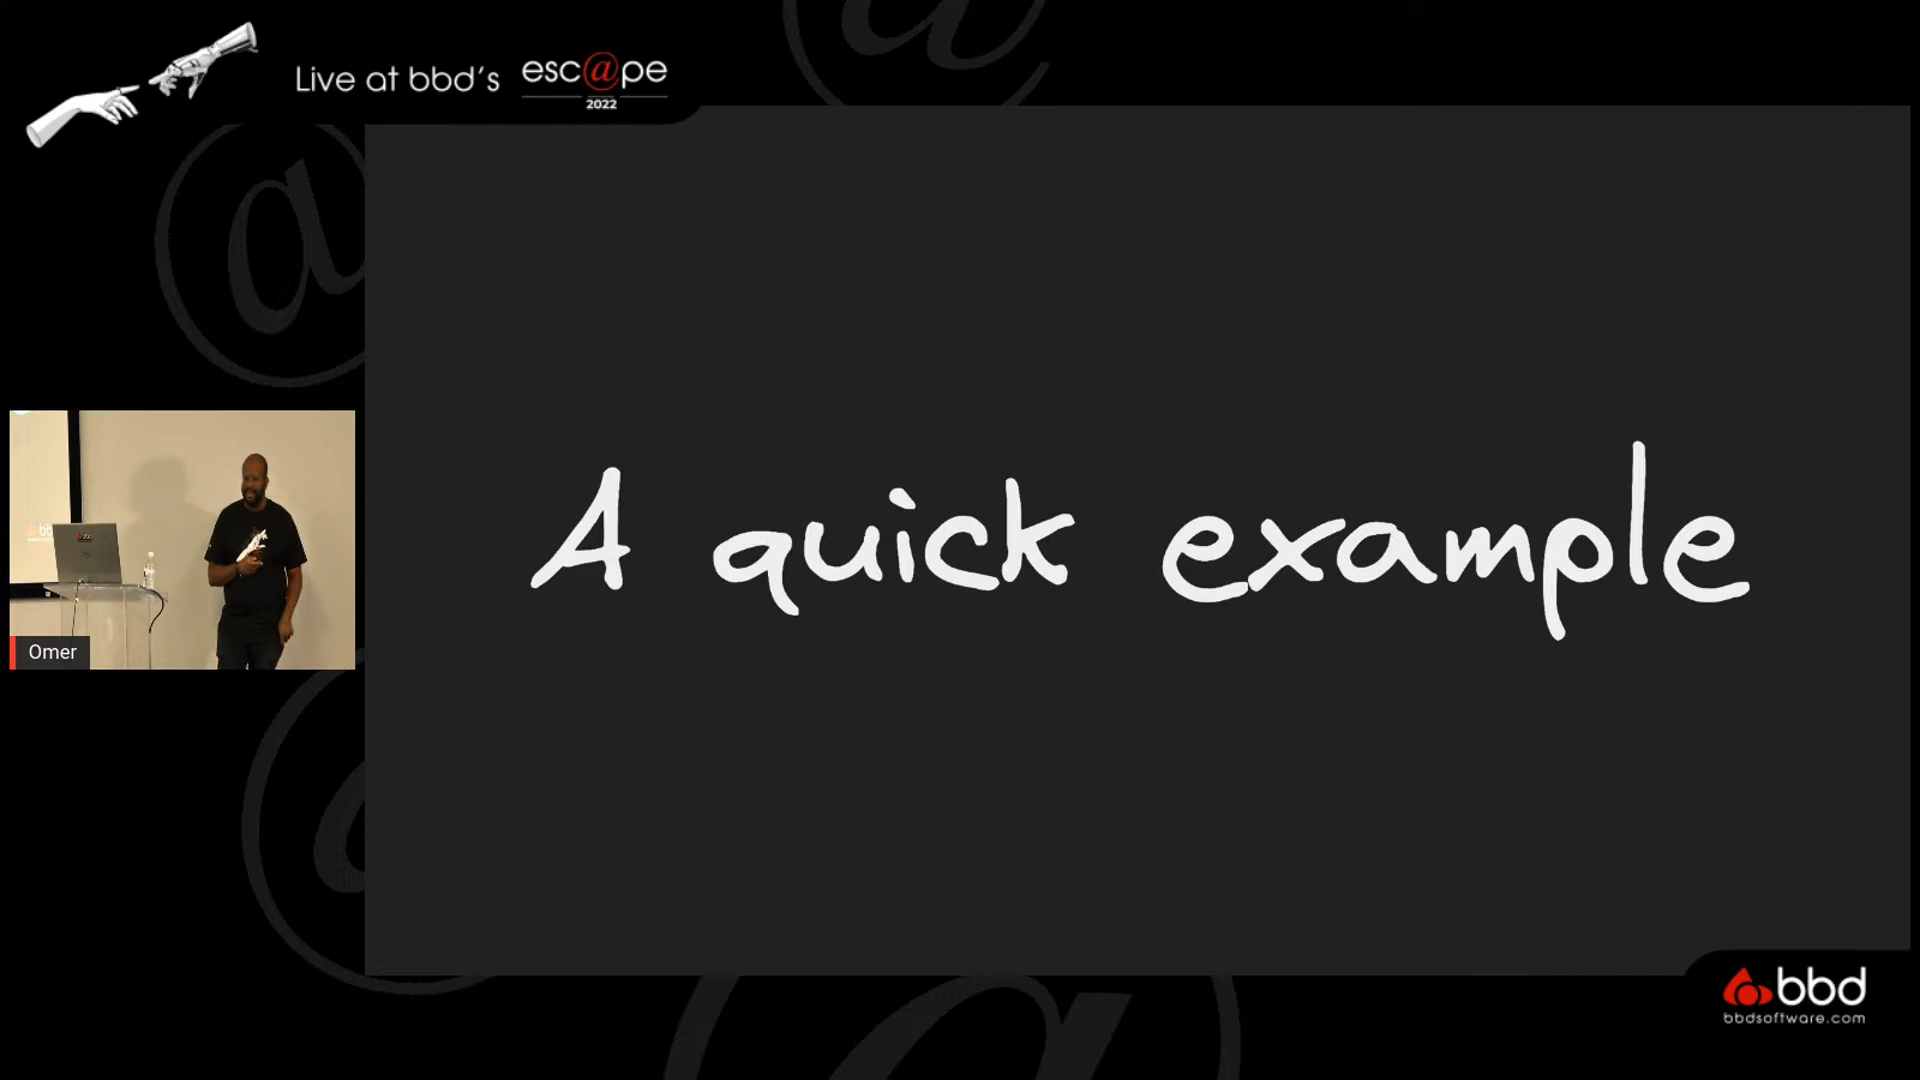 Live at bbd's esc@pe
2022
A quick example
Omer
bbd
bbdsoftware.com